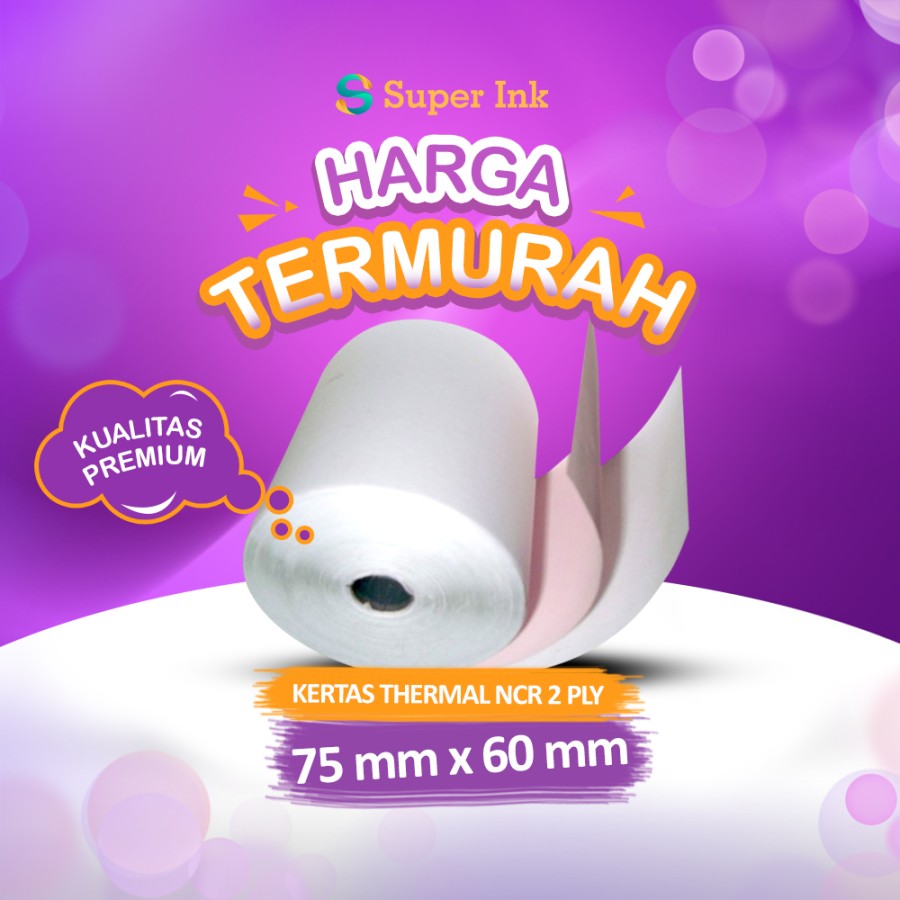 Super Ink
HARGA
TERMURAH
KUALITAS
PREMIUM
KERTAS THERMAL NCR 2 PLY
75 mm x 60 mm